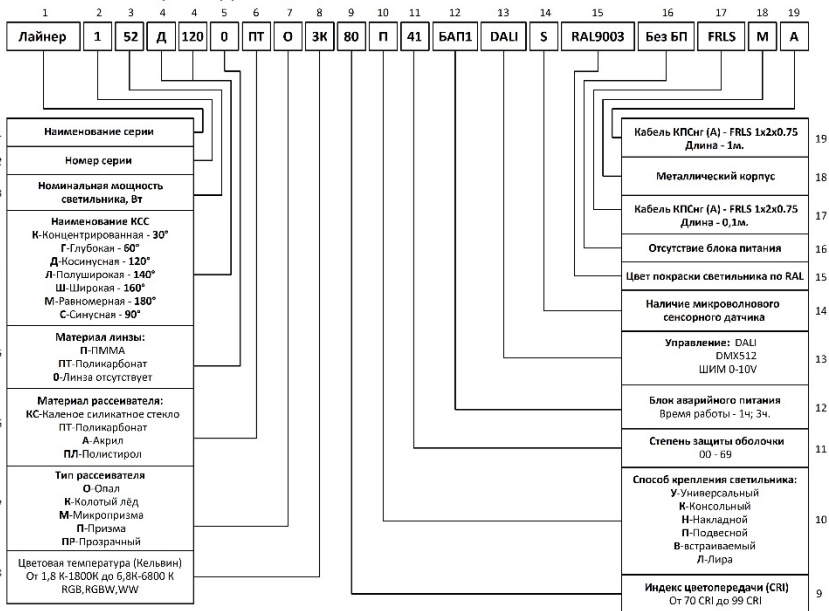 1 2 3 4 4 5 6 7 8 9 10 11 12 13 14 15 16 17 18 19
Лайнер 1 52 Д 120 0 ПТ О 3К 80 П 41 БАП1 DALI S RAL9003 Без БП FRLS М А
Наименование серии
Номер серии
Номинальная мощность
светильника, Вт
Наименование КСС
К-Концентрированная - 30°
Г-Глубокая - 60°
Д-Косинусная - 120°
Л-Полуширокая - 140°
Ш-Широкая - 160°
М-Равномерная - 180°
С-Синусная - 90°
Материал линзы:
П-ПММА
ПТ-Поликарбонат
0-Линза отсутствует
Материал рассеивателя:
КС-Каленое силикатное стекло
ПТ-Поликарбонат
А-Акрил
ПЛ-Полистирол
Тип рассеивателя
О-Опал
К-Колотый лёд
М-Микропризма
П-Призма
ПР-Прозрачный
Цветовая температура (Кельвин)
От 1,8 К-1800К до 6,8К-6800 К
RGB,RGBW,WW
Кабель КПСнг (А) - FRLS 1х2х0.75
Длина - 1м.
19
Металлический корпус
18
Кабель КПСнг (А) - FRLS 1х2х0.75
Длина - 0,1м.
17
Отсутствие блока питания
16
Цвет покраски светильника по RAL
15
Наличие микроволнового
сенсорного датчика
14
Управление: DALI
DMX512
ШИМ 0-10V
13
Блок аварийного питания
Время работы - 1ч; 3ч.
12
Степень защиты оболочки
00 - 69
11
Способ крепления светильника:
У-Универсальный
К-Консольный
Н-Накладной
П-Подвесной
В-встраиваемый
Л-Лира
10
Индекс цветопередачи (CRI)
От 70 CRI до 99 CRI
9